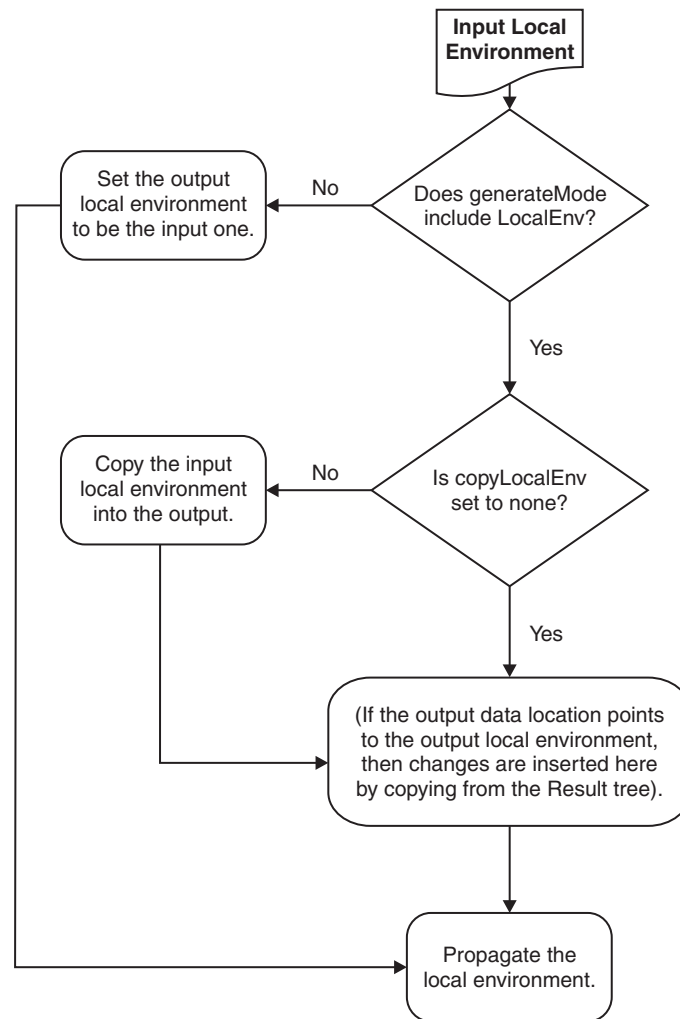 Input Local
Environment
Does generateMode
include LocalEnv?
No
Set the output
local environment
to be the input one.
Yes
Is copyLocalEnv
set to none?
No
Copy the input
local environment
into the output.
Yes
(If the output data location points
to the output local environment,
then changes are inserted here
by copying from the Result tree).
Propagate the
local environment.